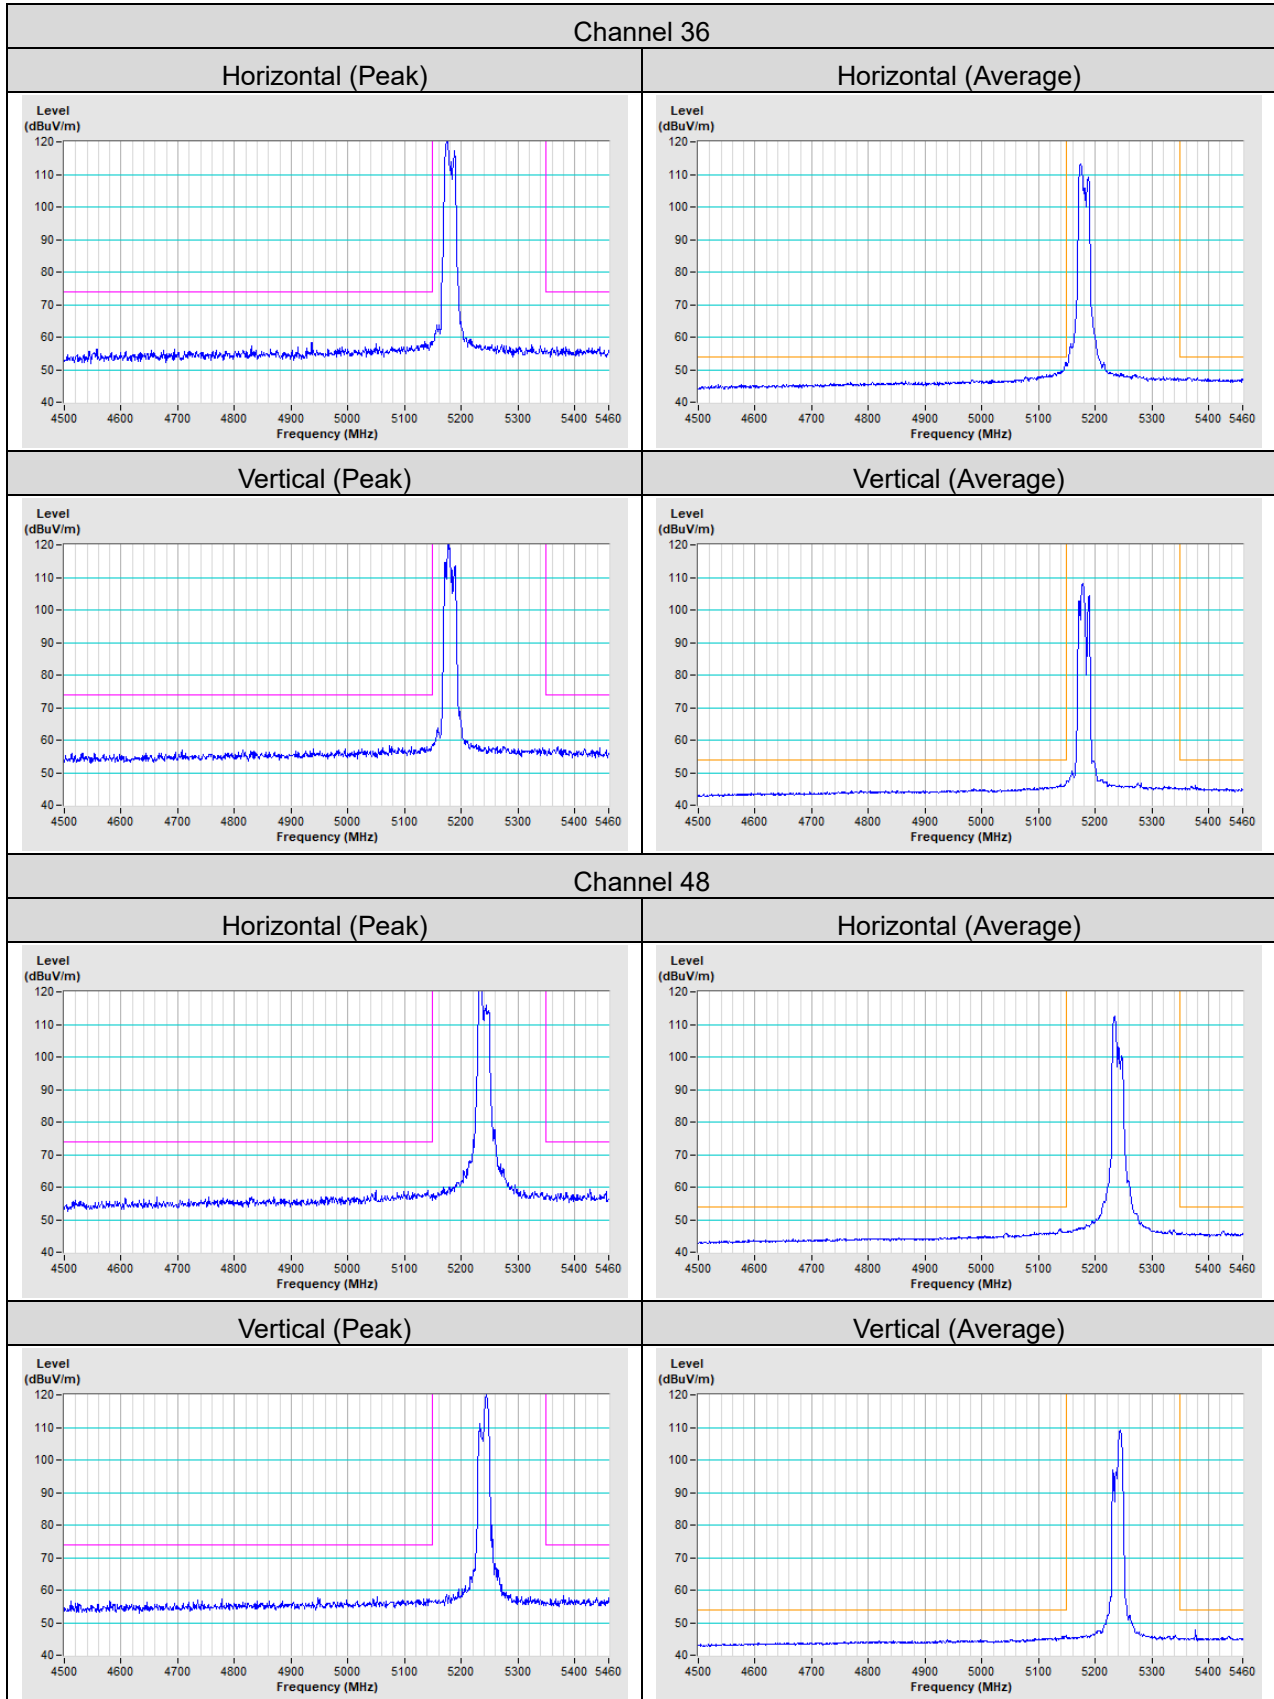 Channel 36
Horizontal (Peak) Horizontal (Average)
Level Level
(dBuV/m) (dBuV/m)
120 120
110 110
100 100
90 90
80 80
70 70
60 60
50 50
40 40
4500 4600 4700 4800 4900 5000 5100 5200 5300 5400 5460 4500 4600 4700 4800 4900 5000 5100 5200 5300 5400 5460
Frequency (MHz) Frequency (MHz)
Vertical (Peak) Vertical (Average)
Level Level
(dBuV/m) (dBuV/m)
120 120
110 110
100 100
90 90
80 80
70 70
60 60
50 50
40 40
4500 4600 4700 4800 4900 5000 5100 5200 5300 5400 5460 4500 4600 4700 4800 4900 5000 5100 5200 5300 5400 5460
Frequency (MHz) Frequency (MHz)
Channel 48
Horizontal (Peak) Horizontal (Average)
Level Level
(dBuV/m) (dBuV/m)
120 120
110 110
100 100
90 90
80 80
70 70
60 60
50 50
40 40
4500 4600 4700 4800 4900 5000 5100 5200 5300 5400 5460 4500 4600 4700 4800 4900 5000 5100 5200 5300 5400 5460
Frequency (MHz) Frequency (MHz)
Vertical (Peak) Vertical (Average)
Level Level
(dBuV/m) (dBuV/m)
120 120
110 110
100 100
90 90
80 80
70 70
60 60
50 50
40 40
4500 4600 4700 4800 4900 5000 5100 5200 5300 5400 5460 4500 4600 4700 4800 4900 5000 5100 5200 5300 5400 5460
Frequency (MHz) Frequency (MHz)